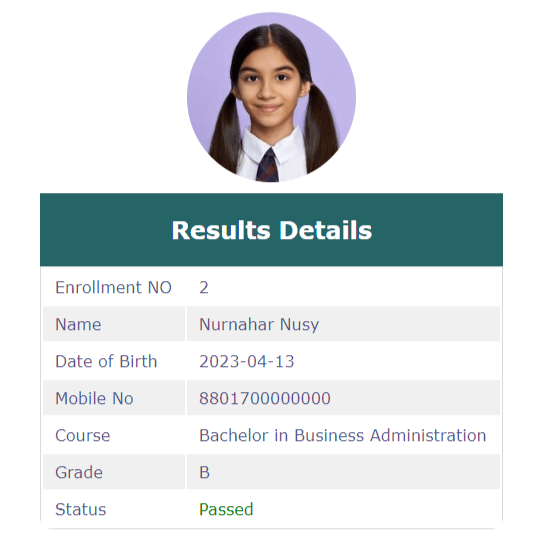 Results Details
Enrollment NO 2
Name Nurnahar Nusy
Date of Birth 2023-04-13
Mobile No 8801700000000
Course Bachelor in Business Administration
Grade B
Status Passed